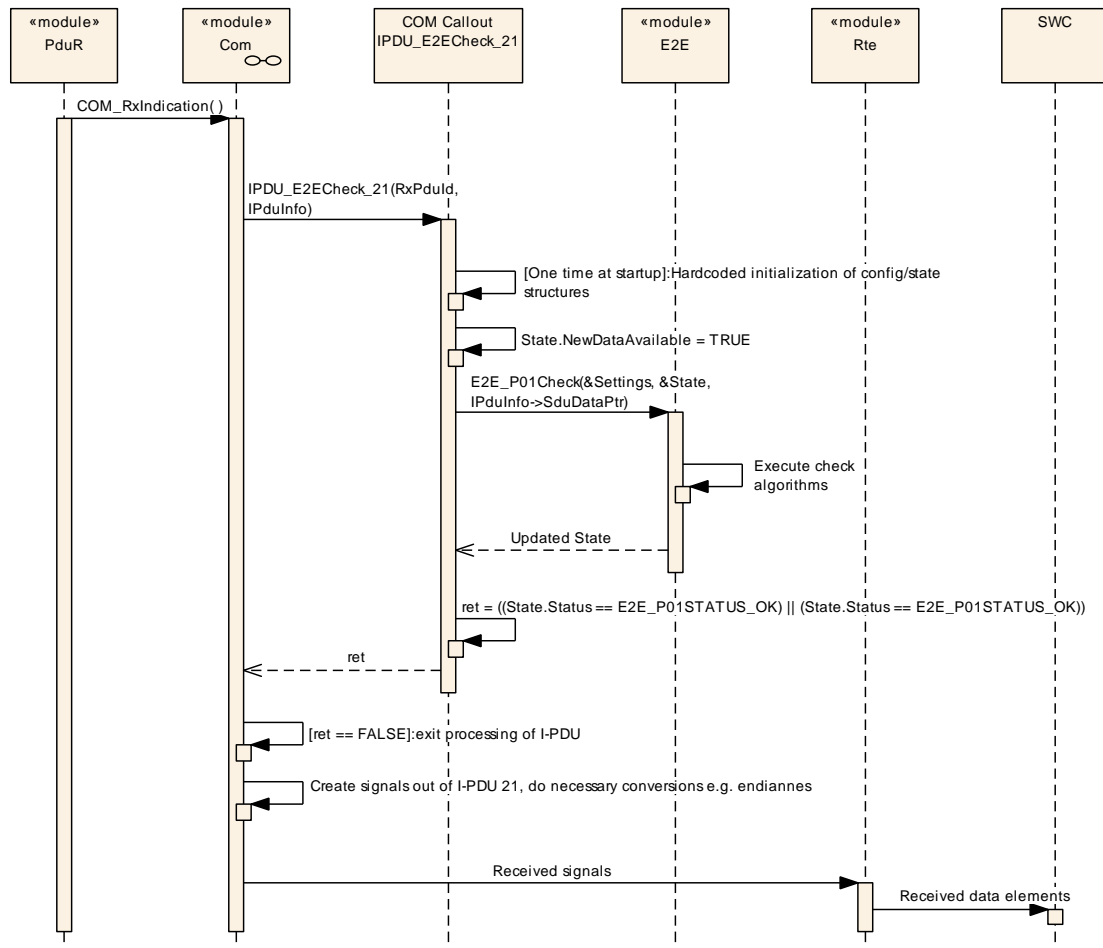 «module»
PduR
«module»
Com
COM Callout
IPDU_E2ECheck_21
«module»
E2E
«module»
Rte
SWC
COM_RxIndication( )
IPDU_E2ECheck_21(RxPduId,
IPduInfo)
[One time at startup]:Hardcoded initialization of config/state
structures
State.NewDataAvailable = TRUE
E2E_P01Check(&Settings, &State,
IPduInfo->SduDataPtr)
Execute check
algorithms
Updated State
ret = ((State.Status == E2E_P01STATUS_OK) || (State.Status == E2E_P01STATUS_OK))
ret
[ret == FALSE]:exit processing of I-PDU
Create signals out of I-PDU 21, do necessary conversions e.g. endiannes
Received signals
Received data elements